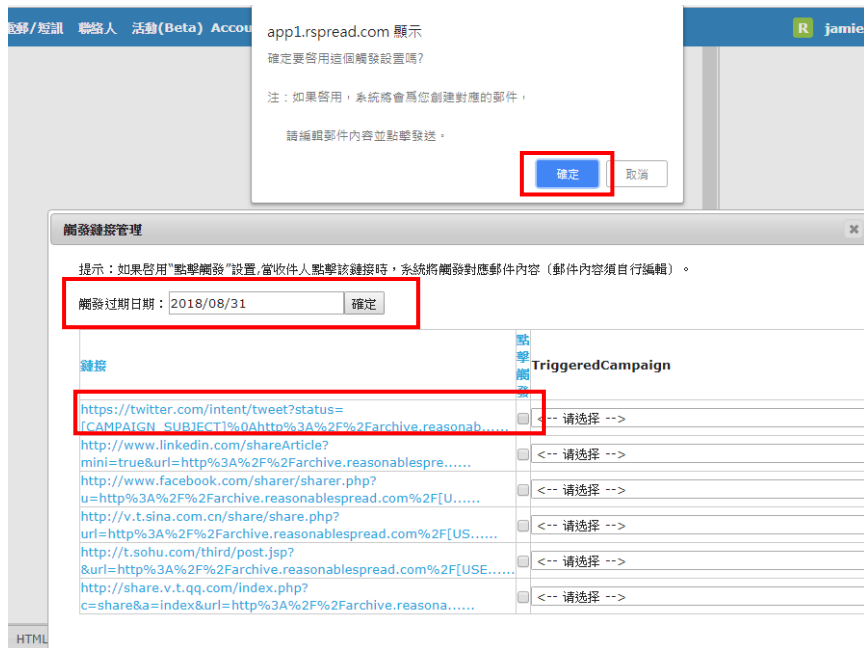 電郵/短訊 聯絡人 活動(Beta) Accou
R jamie
app1.rspread.com 顯示
確定要啓用這個觸發設置嗎?
注：如果啓用，系統將會爲您創建對應的郵件，
請編輯郵件內容並點擊發送。
確定 取消
觸發鏈接管理
提示：如果啓用"點擊觸發"設置,當收件人點擊該鏈接時，系統將觸發對應郵件內容（郵件內容須自行編輯）。
觸發过期日期：2018/08/31 確定
鏈接 點擊觸發 TriggeredCampaign
https://twitter.com/intent/tweet?status=
[CAMPAIGN_SUBJECT]%0Ahttp%3A%2F%2Farchive.reasonab...... <-- 请选择 -->
http://www.linkedin.com/shareArticle?
mini=true&url=http%3A%2F%2Farchive.reasonablespre...... <-- 请选择 -->
http://www.facebook.com/sharer/sharer.php?
u=http%3A%2F%2Farchive.reasonablespread.com%2F[U...... <-- 请选择 -->
http://v.t.sina.com.cn/share/share.php?
url=http%3A%2F%2Farchive.reasonablespread.com%2F[US...... <-- 请选择 -->
http://t.sohu.com/third/post.jsp?
&url=http%3A%2F%2Farchive.reasonablespread.com%2F[USE...... <-- 请选择 -->
http://share.v.t.qq.com/index.php?
c=share&a=index&url=http%3A%2F%2Farchive.reasona...... <-- 请选择 -->
HTML